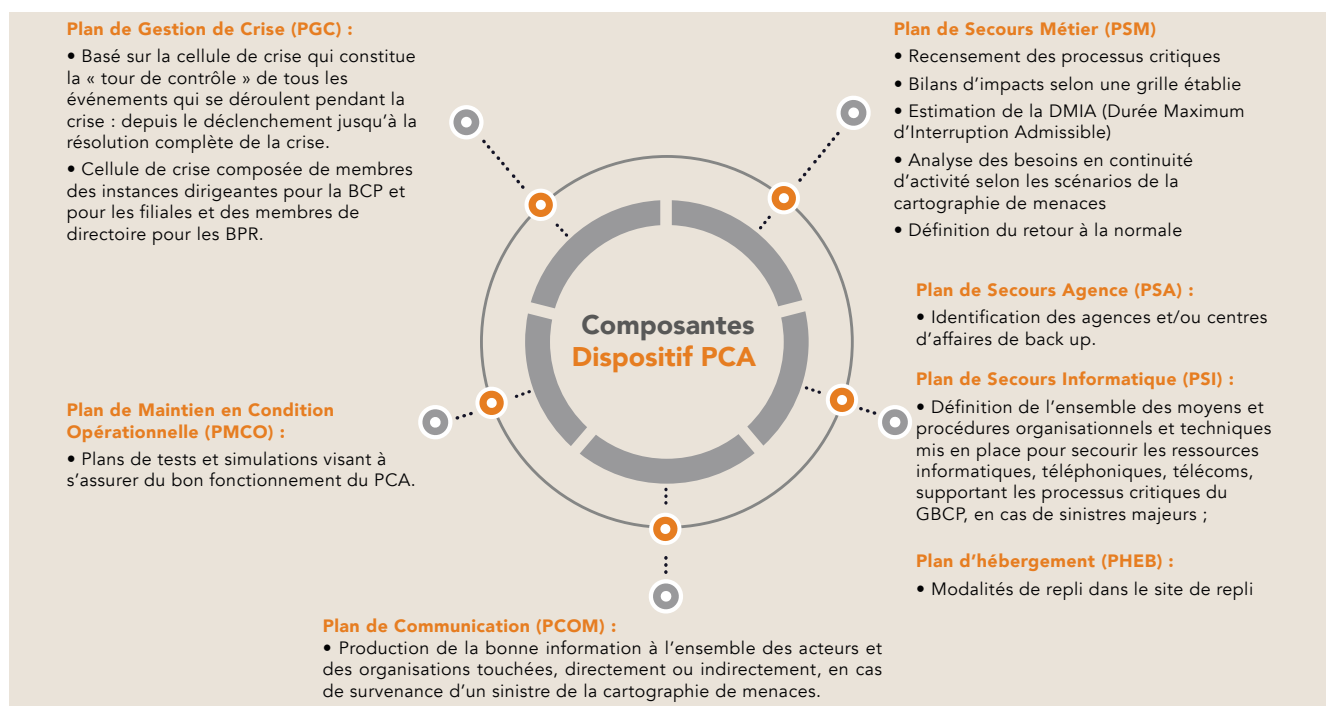 Plan de Gestion de Crise (PGC) :
• Basé sur la cellule de crise qui constitue
la « tour de contrôle » de tous les
événements qui se déroulent pendant la
crise : depuis le déclenchement jusqu’à la
résolution complète de la crise.
• Cellule de crise composée de membres
des instances dirigeantes pour la BCP et
pour les filiales et des membres de
directoire pour les BPR.
Plan de Secours Métier (PSM)
• Recensement des processus critiques
• Bilans d’impacts selon une grille établie
• Estimation de la DMIA (Durée Maximum
d’Interruption Admissible)
• Analyse des besoins en continuité
d’activité selon les scénarios de la
cartographie de menaces
• Définition du retour à la normale
Plan de Secours Agence (PSA) :
• Identification des agences et/ou centres
d’affaires de back up.
Plan de Secours Informatique (PSI) :
• Définition de l’ensemble des moyens et
procédures organisationnels et techniques
mis en place pour secourir les ressources
informatiques, téléphoniques, télécoms,
supportant les processus critiques du
GBCP, en cas de sinistres majeurs ;
Plan d’hébergement (PHEB) :
• Modalités de repli dans le site de repli
Composantes
Dispositif PCA
Plan de Maintien en Condition
Opérationnelle (PMCO) :
• Plans de tests et simulations visant à
s’assurer du bon fonctionnement du PCA.
Plan de Communication (PCOM) :
• Production de la bonne information à l’ensemble des acteurs et
des organisations touchées, directement ou indirectement, en cas
de survenance d’un sinistre de la cartographie de menaces.